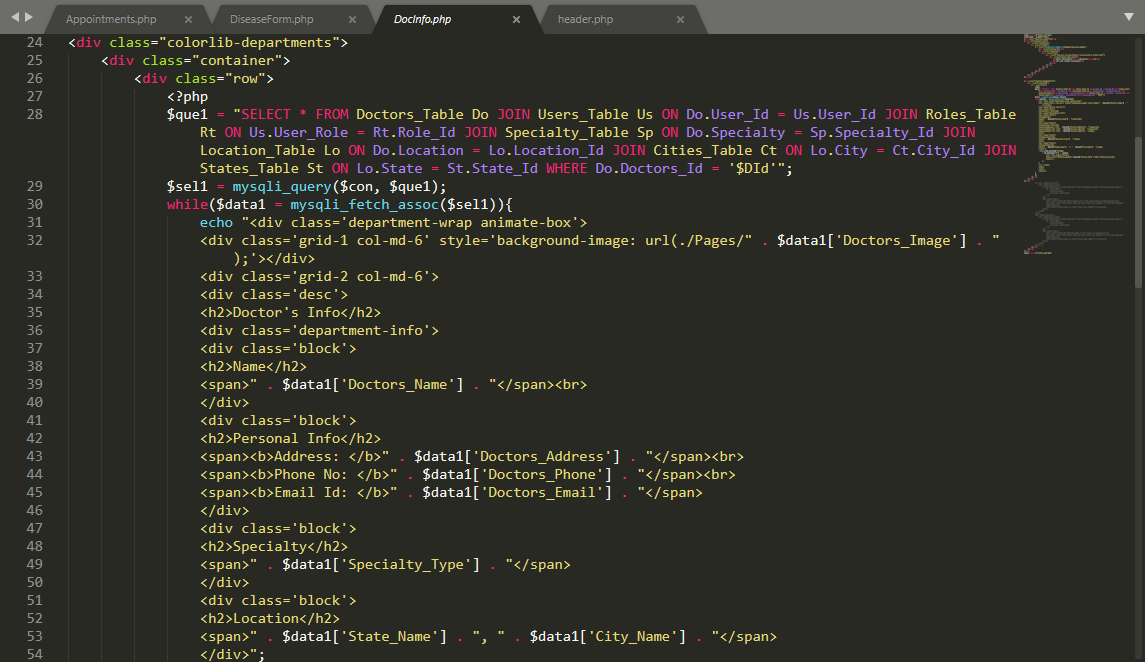 Appointments.php × DiseaseForm.php × DocInfo.php × header.php ×
24 <div class="colorlib-departments">
25 <div class="container">
26 <div class="row">
27 <?php
28 $que1 = "SELECT * FROM Doctors_Table Do JOIN Users_Table Us ON Do.User_Id = Us.User_Id JOIN Roles_Table
Rt ON Us.User_Role = Rt.Role_Id JOIN Specialty_Table Sp ON Do.Specialty = Sp.Specialty_Id JOIN
Location_Table Lo ON Do.Location = Lo.Location_Id JOIN Cities_Table Ct ON Lo.City = Ct.City_Id JOIN
States_Table St ON Lo.State = St.State_Id WHERE Do.Doctors_Id = '$DId'";
29 $sel1 = mysqli_query($con, $que1);
30 while($data1 = mysqli_fetch_assoc($sel1)){
31 echo "<div class='department-wrap animate-box'>
32 <div class='grid-1 col-md-6' style='background-image: url(./Pages/" . $data1['Doctors_Image'] . "
);'></div>
33 <div class='grid-2 col-md-6'>
34 <div class='desc'>
35 <h2>Doctor's Info</h2>
36 <div class='department-info'>
37 <div class='block'>
38 <h2>Name</h2>
39 <span>" . $data1['Doctors_Name'] . "</span><br>
40 </div>
41 <div class='block'>
42 <h2>Personal Info</h2>
43 <span><b>Address: </b>" . $data1['Doctors_Address'] . "</span><br>
44 <span><b>Phone No: </b>" . $data1['Doctors_Phone'] . "</span><br>
45 <span><b>Email Id: </b>" . $data1['Doctors_Email'] . "</span>
46 </div>
47 <div class='block'>
48 <h2>Specialty</h2>
49 <span>" . $data1['Specialty_Type'] . "</span>
50 </div>
51 <div class='block'>
52 <h2>Location</h2>
53 <span>" . $data1['State_Name'] . ", " . $data1['City_Name'] . "</span>
54 </div>";